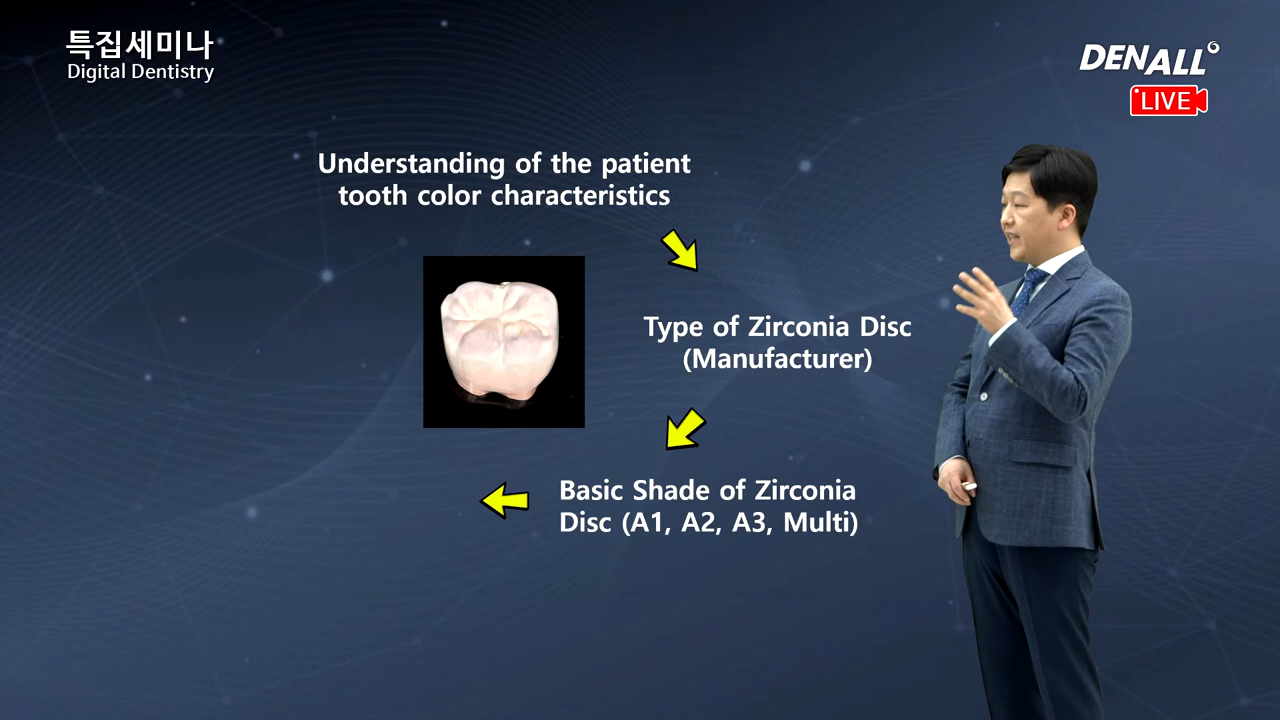 특집세미나
Digital Dentistry
DENALL
LIVE
Understanding of the patient
tooth color characteristics
Type of Zirconia Disc
(Manufacturer)
Basic Shade of Zirconia
Disc (A1, A2, A3, Multi)